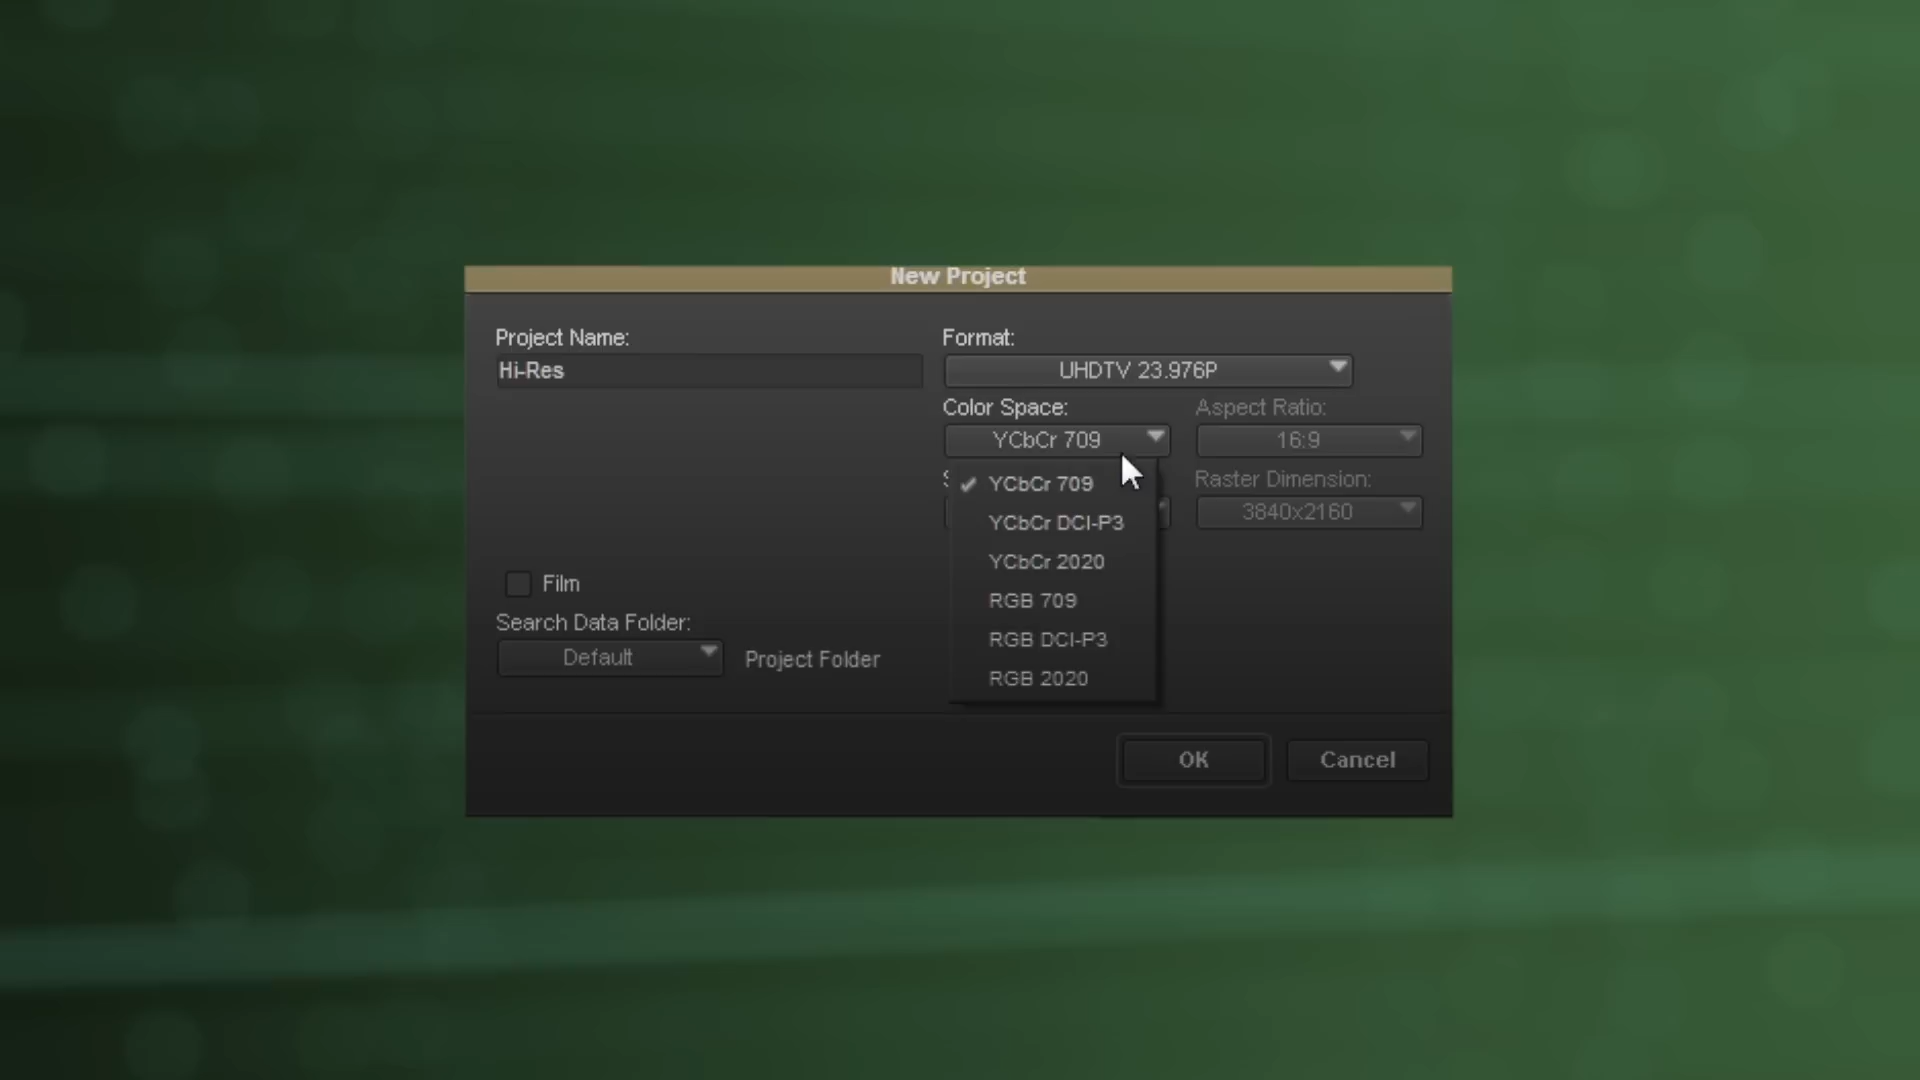 New Project
Project Name:
Hi-Res
Format:
UHDTV 23.976P
Color Space:
YCbCr 709
Aspect Ratio:
16:9
YCbCr 709
YCbCr DCI-P3
YCbCr 2020
RGB 709
RGB DCI-P3
RGB 2020
Raster Dimension:
3840x2160
Film
Search Data Folder:
Default
Project Folder
OK
Cancel